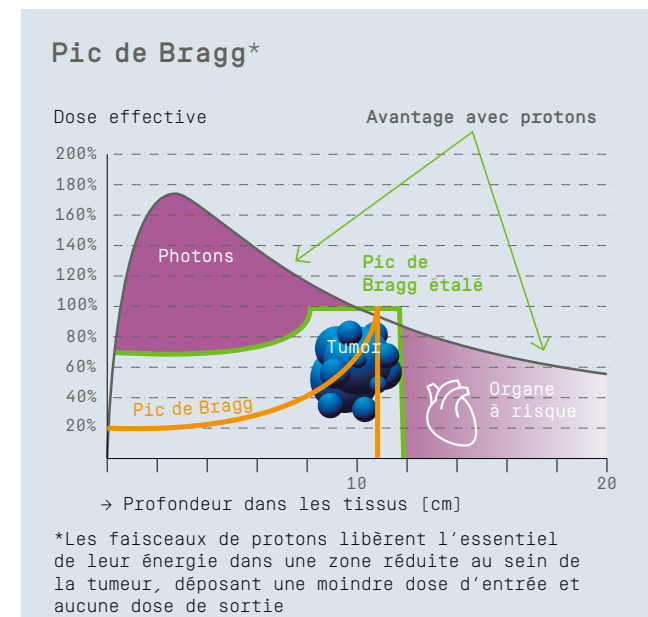 Pic de Bragg*
Dose effective
Avantage avec protons
200%
180%
160%
140%
120%
100%
80%
60%
40%
20%
Photons
Pic de
Bragg étalé
Tumor
Pic de Bragg
Organe
à risque
10
20
→ Profondeur dans les tissus [cm]
*Les faisceaux de protons libèrent l'essentiel
de leur énergie dans une zone réduite au sein de
la tumeur, déposant une moindre dose d'entrée et
aucune dose de sortie